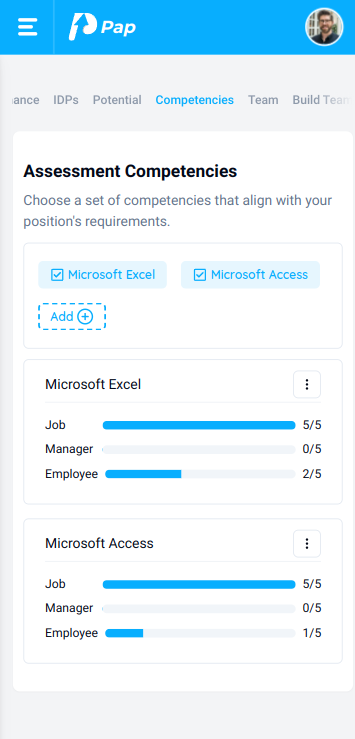 Pap
IDPs Potential Competencies Team Build
Assessment Competencies
Choose a set of competencies that align with your
position's requirements.
Microsoft Excel Microsoft Access
Add
Microsoft Excel
Job 5/5
Manager 0/5
Employee 2/5
Microsoft Access
Job 5/5
Manager 0/5
Employee 1/5